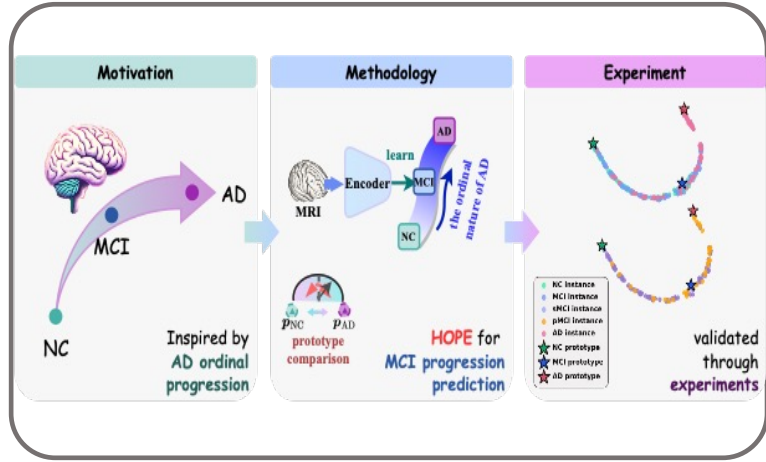 Motivation
AD
MCI
NC
Inspired by
AD ordinal
progression
Methodology
MRI
Encoder
learn
AD
MCI
NC
the ordinal
nature of AD
pNC
pAD
prototype
comparison
HOPE for
MCI progression
prediction
Experiment
NC instance
MCI instance
sMCI instance
pMCI instance
AD instance
NC prototype
MCI prototype
AD prototype
validated
through
experiments